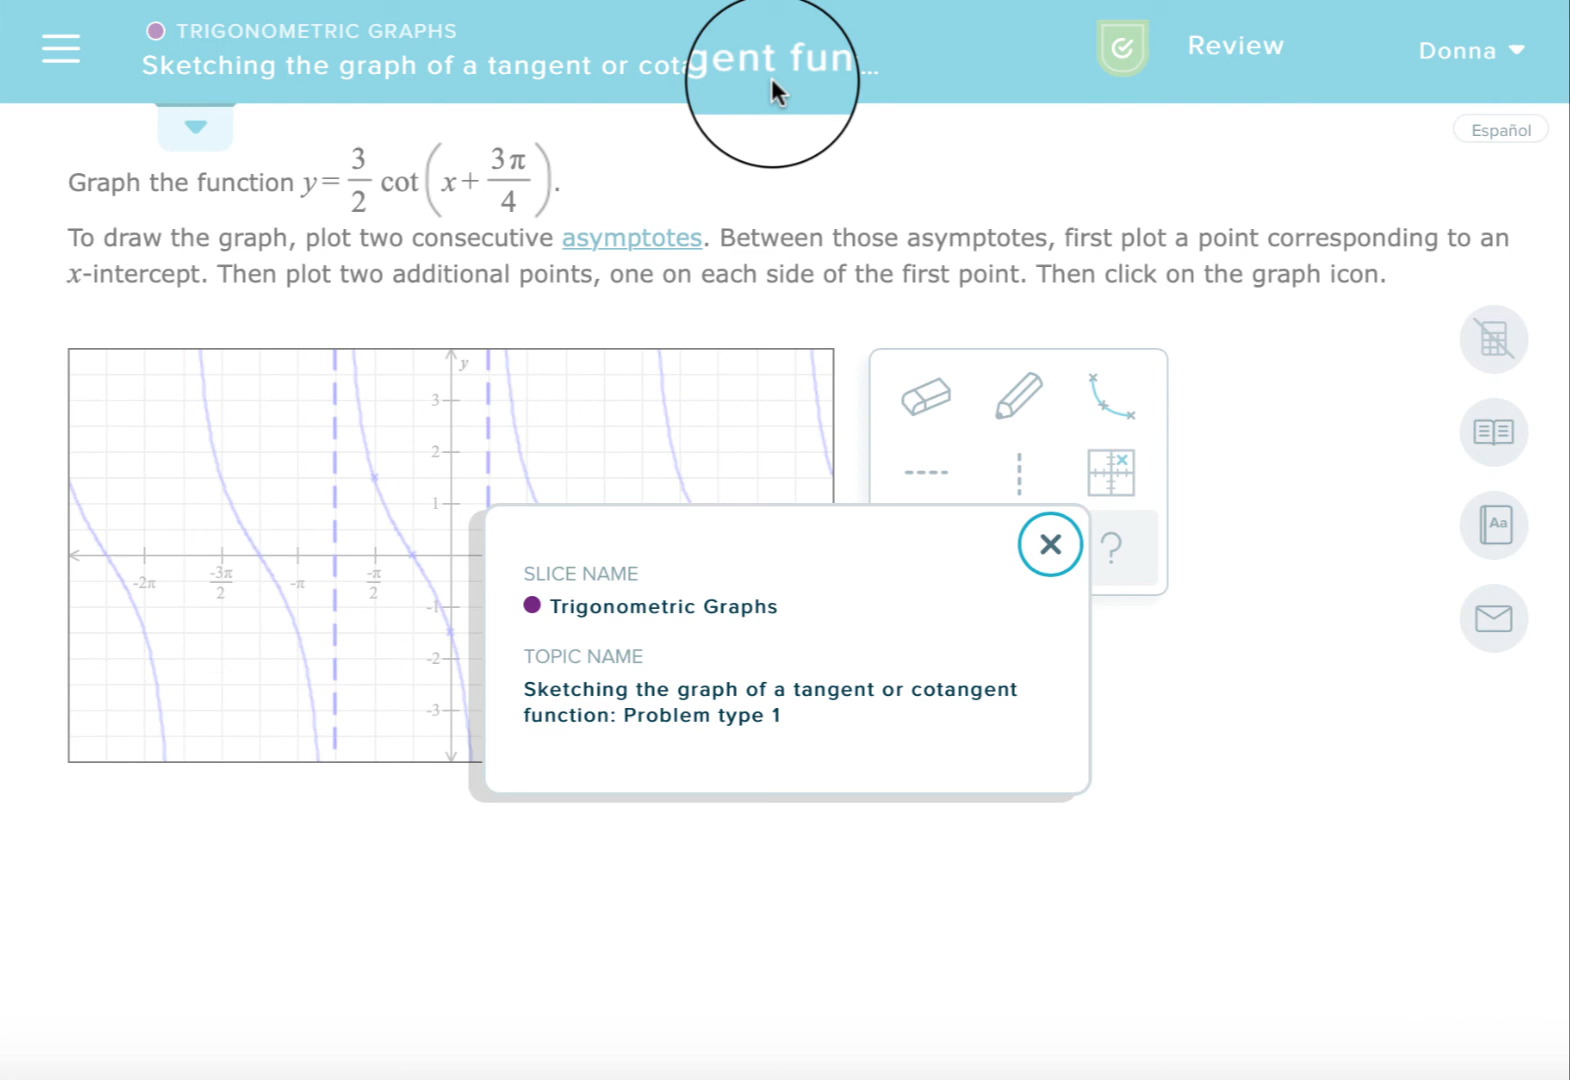 TRIGONOMETRIC GRAPHS
Sketching the graph of a tangent or cotagent fun...
Review
Donna
Español
Graph the function y = 3/2 cot(x + 3π/4).
To draw the graph, plot two consecutive asymptotes. Between those asymptotes, first plot a point corresponding to an
x-intercept. Then plot two additional points, one on each side of the first point. Then click on the graph icon.
y
3
2
1
-2π
-3π/2
-π
-π/2
-1
-2
-3
?
Aa
SLICE NAME
Trigonometric Graphs
TOPIC NAME
Sketching the graph of a tangent or cotangent
function: Problem type 1